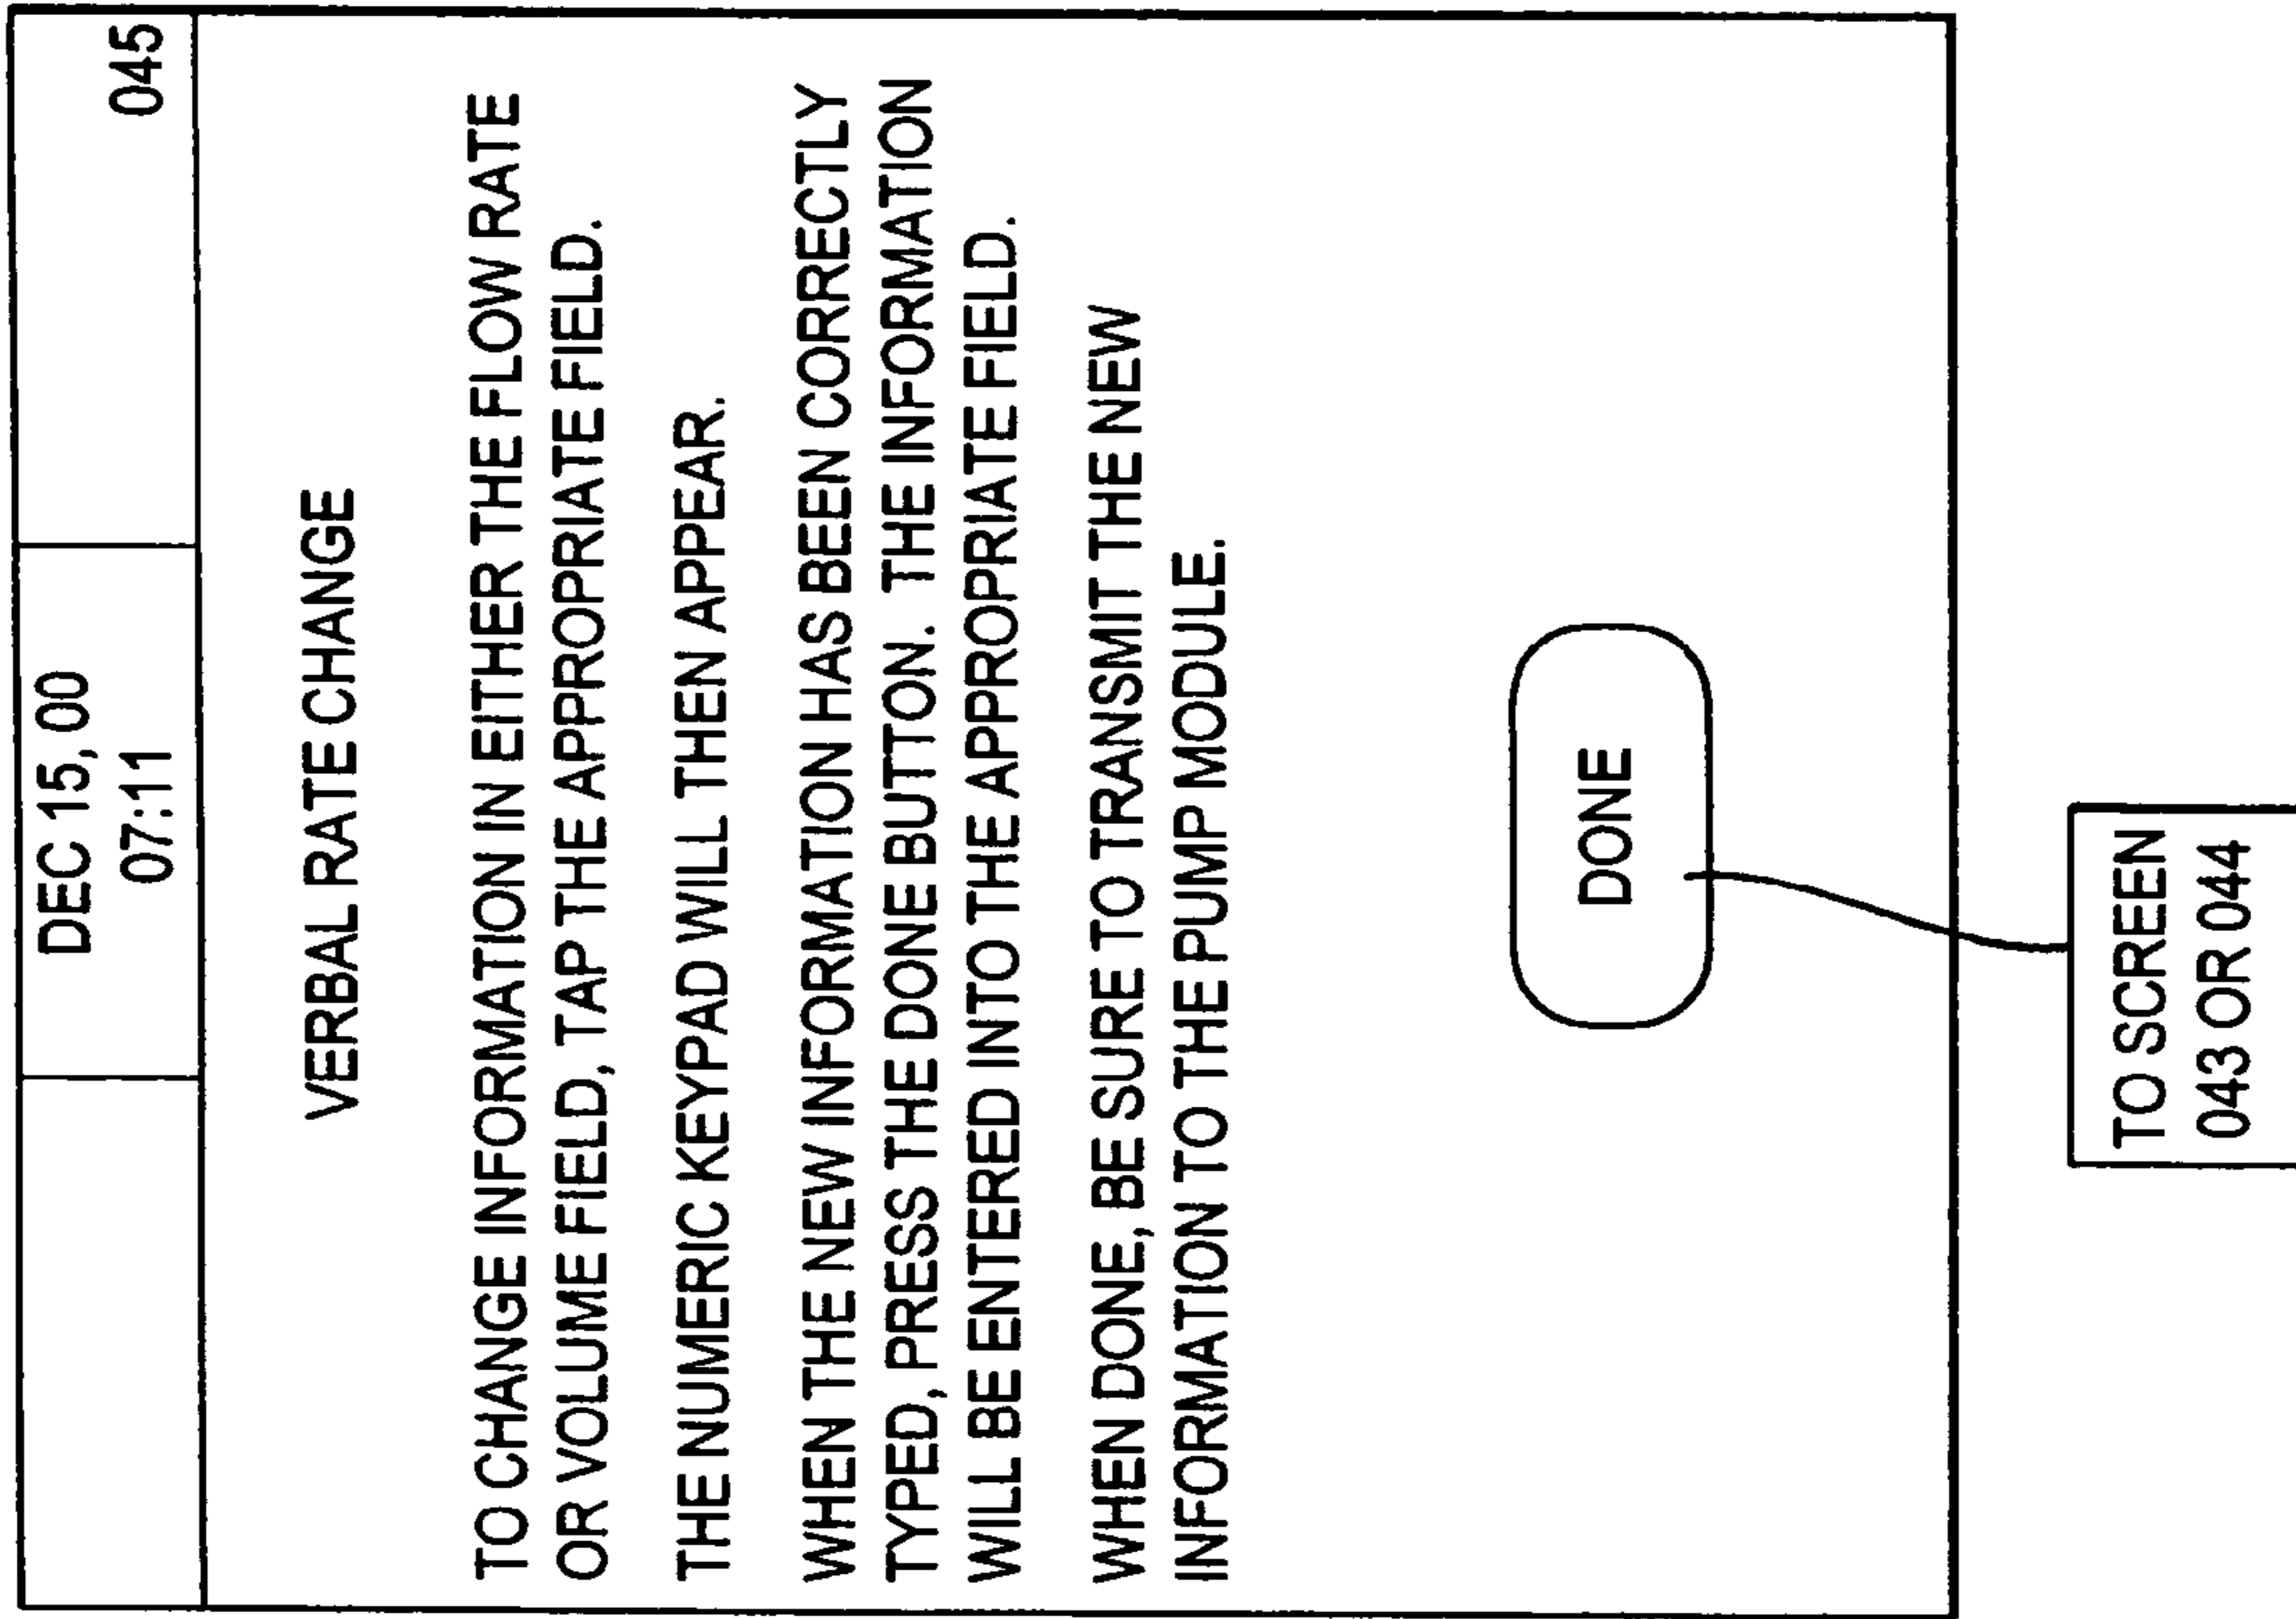 DEC 15, 00
07:11
045
VERBAL RATE CHANGE
TO CHANGE INFORMATION IN EITHER THE FLOW RATE
OR VOLUME FIELD, TAP THE APPROPRIATE FIELD.
THE NUMERIC KEYPAD WILL THEN APPEAR.
WHEN THE NEW INFORMATION HAS BEEN CORRECTLY
TYPED, PRESS THE DONE BUTTON. THE INFORMATION
WILL BE ENTERED INTO THE APPROPRIATE FIELD.
WHEN DONE, BE SURE TO TRANSMIT THE NEW
INFORMATION TO THE PUMP MODULE.
DONE
TO SCREEN
043 OR 044